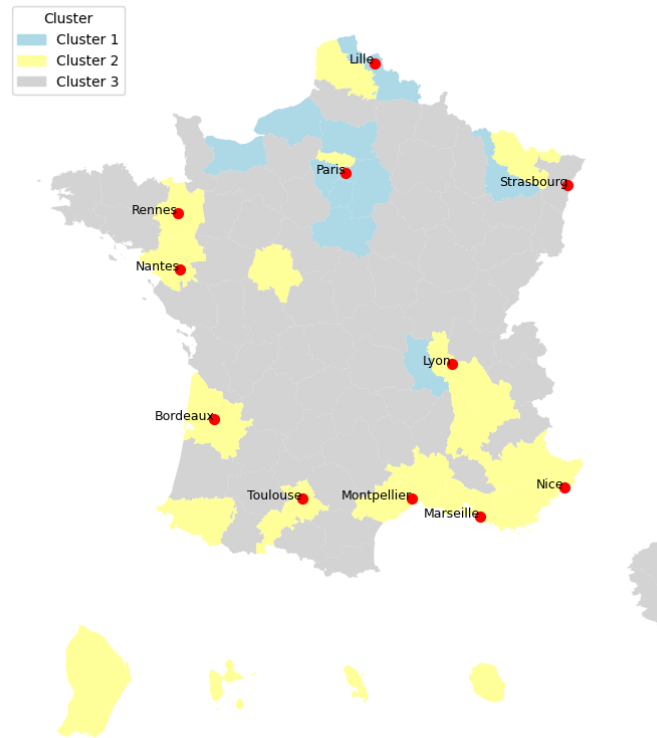 Cluster
Cluster 1
Cluster 2
Cluster 3
Lille
Paris
Strasbourg
Rennes
Nantes
Lyon
Bordeaux
Toulouse
Montpellier
Nice
Marseille